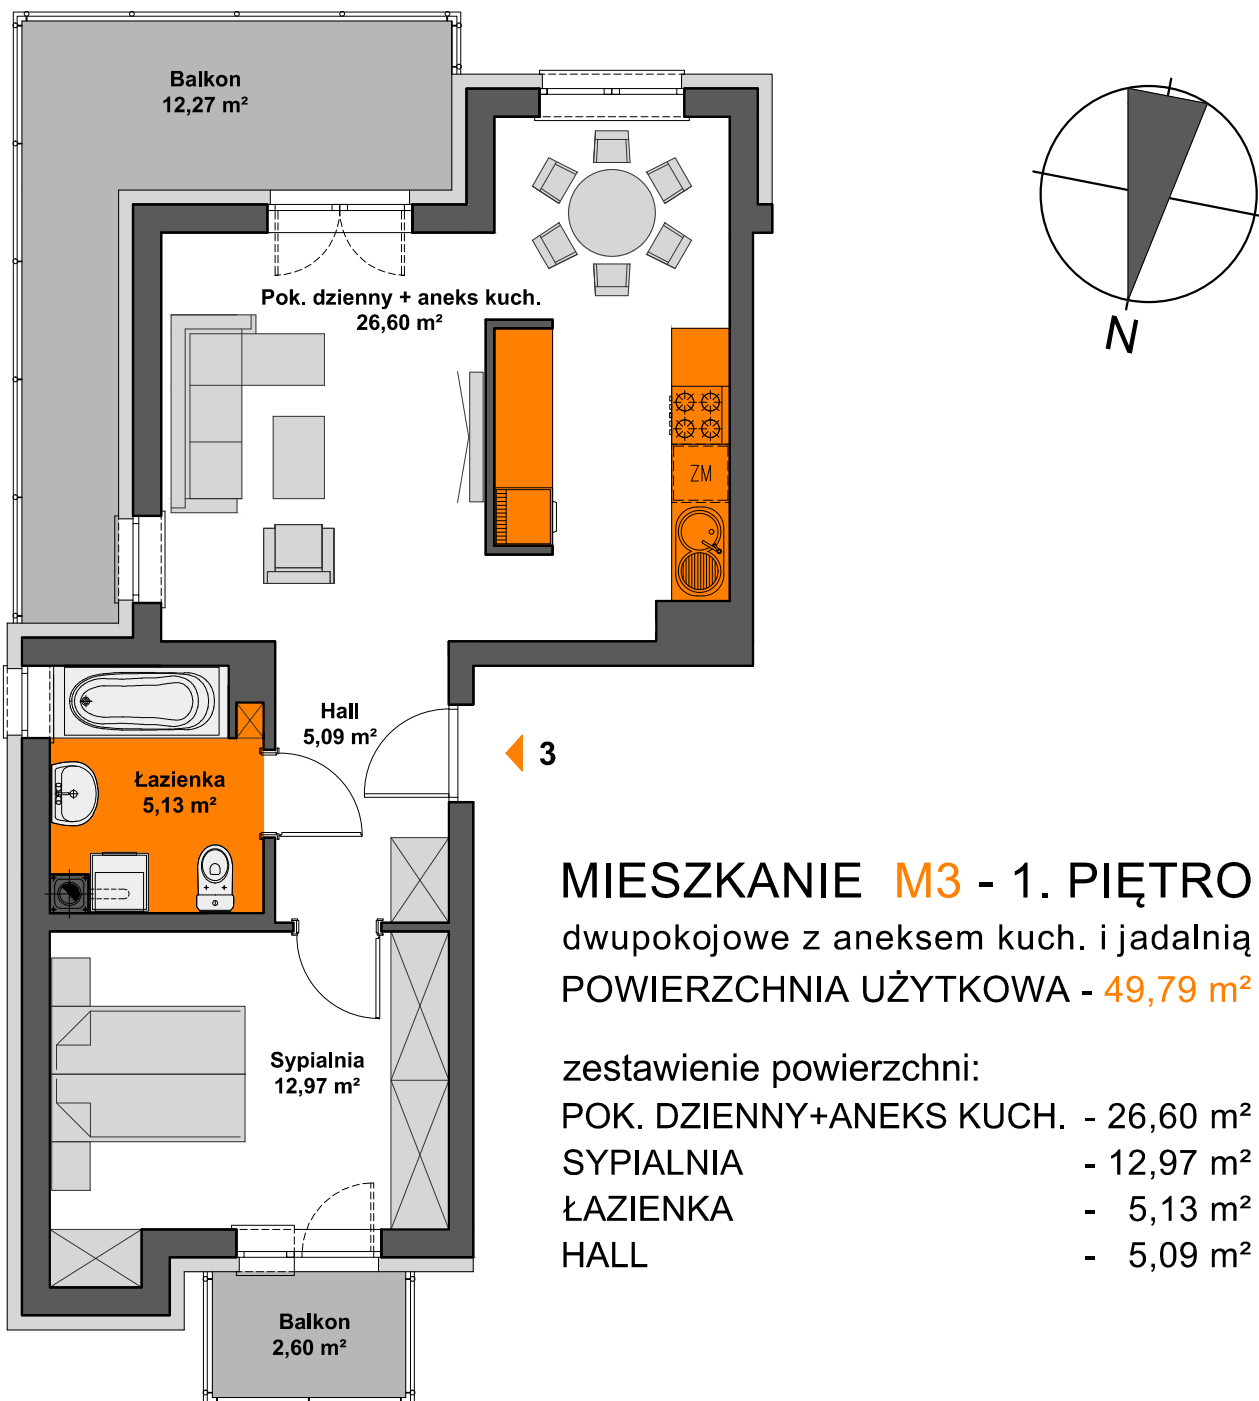 Balkon
12,27 m²
Pok. dzienny + aneks kuch.
26,60 m²
N
ZM
Hall
5,09 m²
3
Łazienka
5,13 m²
Sypialnia
12,97 m²
Balkon
2,60 m²
MIESZKANIE M3 - 1. PIĘTRO
dwupokojowe z aneksem kuch. i jadalnią
POWIERZCHNIA UŻYTKOWA - 49,79 m²
zestawienie powierzchni:
POK. DZIENNY+ANEKS KUCH. - 26,60 m²
SYPIALNIA - 12,97 m²
ŁAZIENKA - 5,13 m²
HALL - 5,09 m²